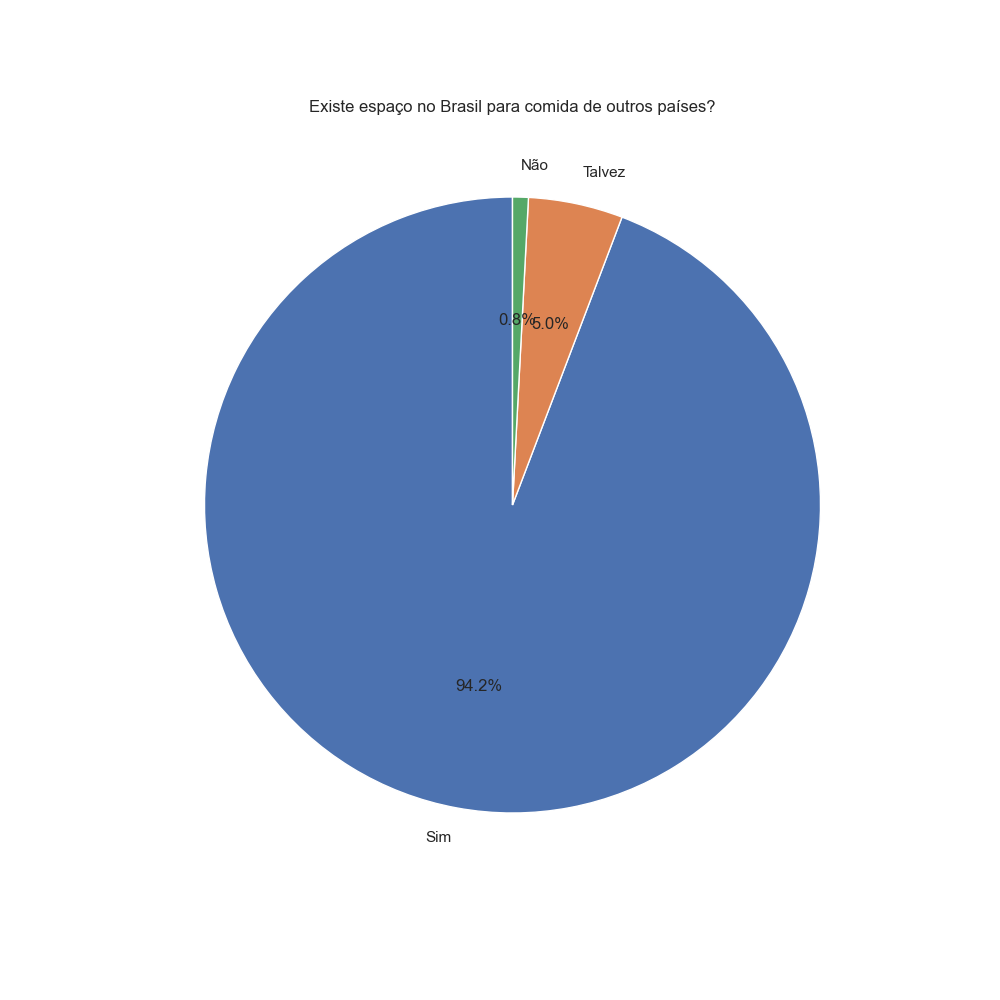 Existe espaço no Brasil para comida de outros países?
Não
Talvez
0.8%
5.0%
94.2%
Sim